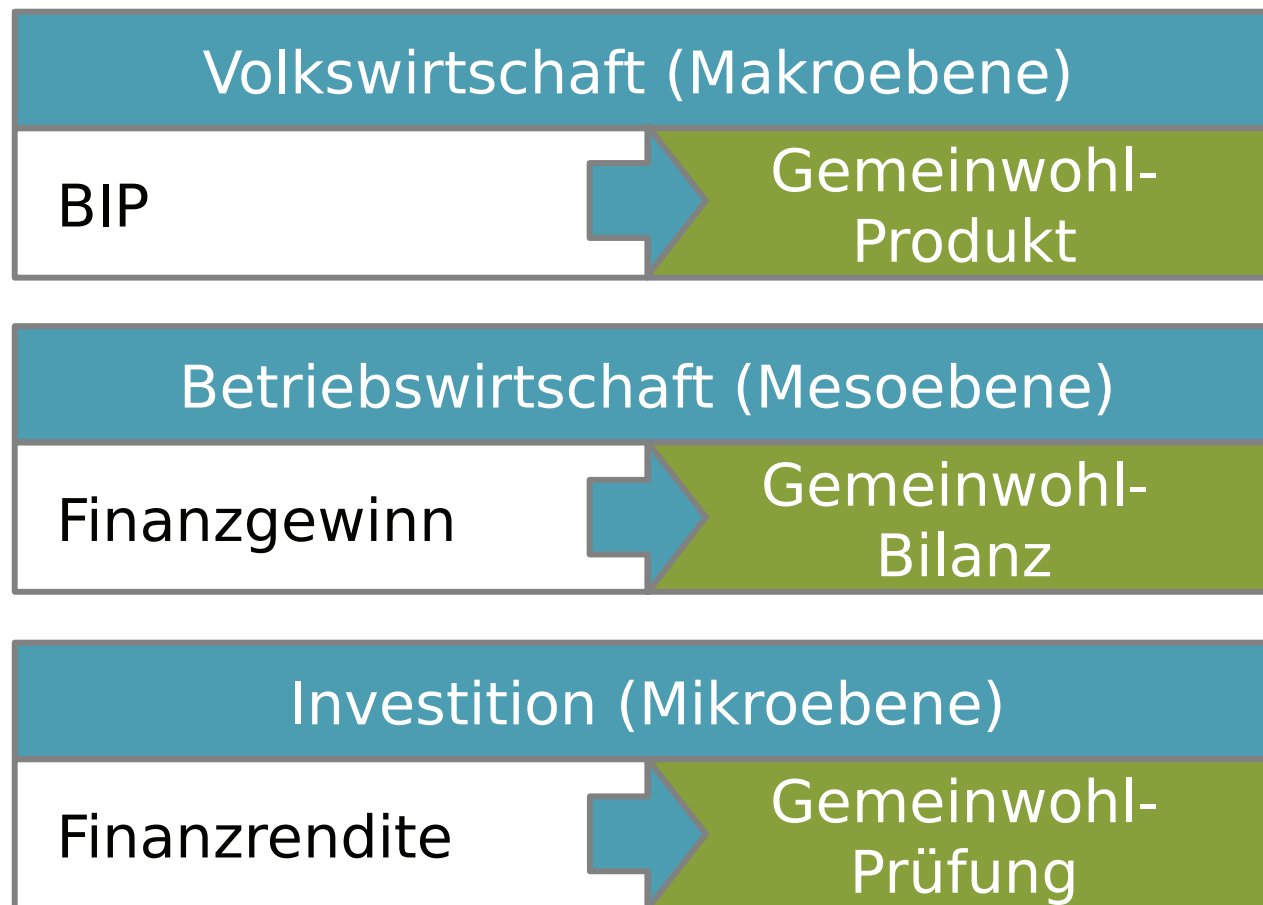 Volkswirtschaft (Makroebene)
BIP
Gemeinwohl-
Produkt
Betriebswirtschaft (Mesoebene)
Finanzgewinn
Gemeinwohl-
Bilanz
Investition (Mikroebene)
Finanzrendite
Gemeinwohl-
Prüfung